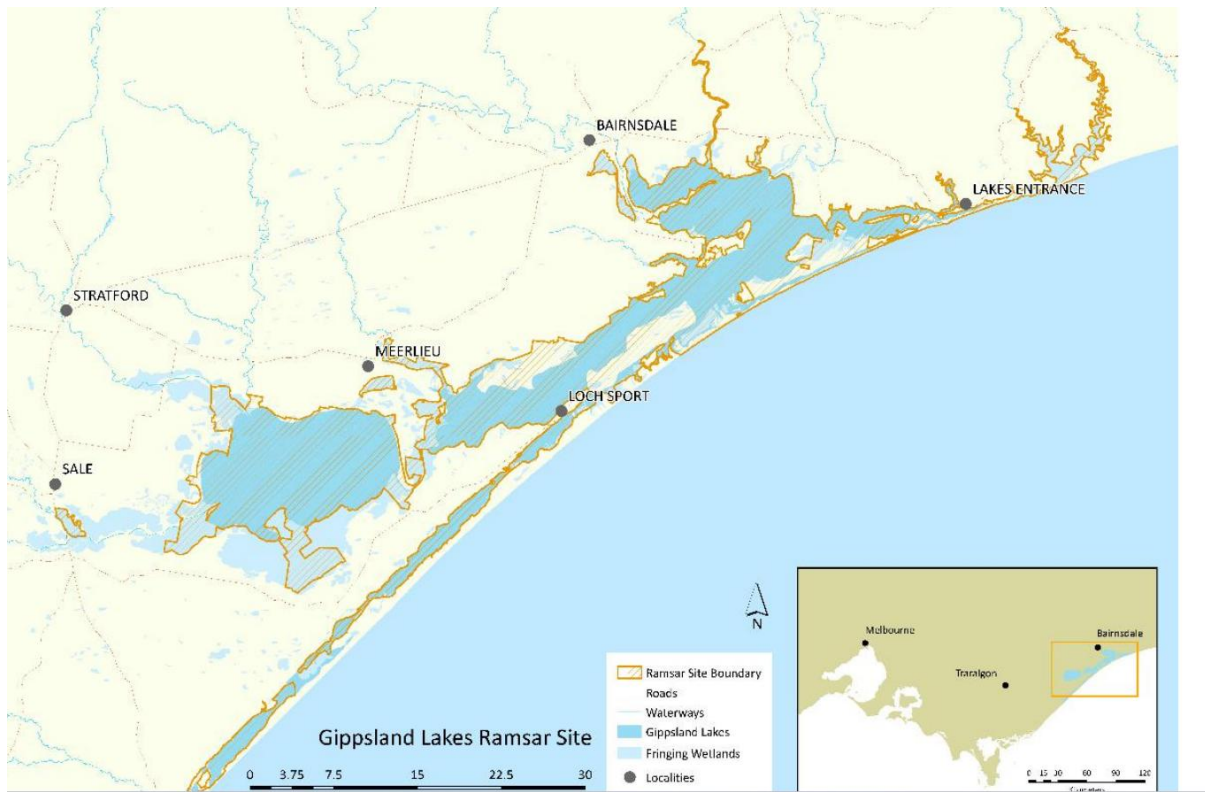 BAIRNSDALE
LAKES ENTRANCE
STRATFORD
MEERLIEU
LOCH SPORT
SALE
N
Gippsland Lakes Ramsar Site
0 3.75 7.5 15 22.5 30
Ramsar Site Boundary
Roads
Waterways
Gippsland Lakes
Fringing Wetlands
Localities
Melbourne
Bairnsdale
Traralgon
0 15 30 60 90 120